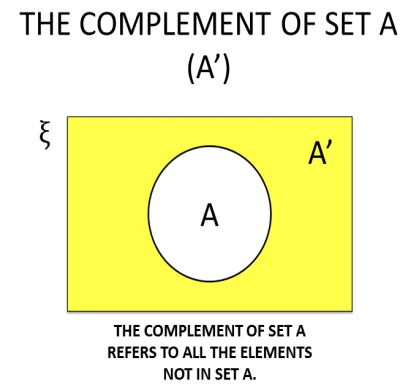 THE COMPLEMENT OF SET A
(A’)
ξ
A’
A
THE COMPLEMENT OF SET A
REFERS TO ALL THE ELEMENTS
NOT IN SET A.